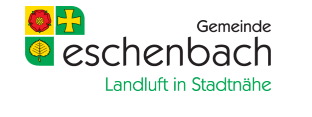 Gemeinde
eschenbach
Landluft in Stadtnähe